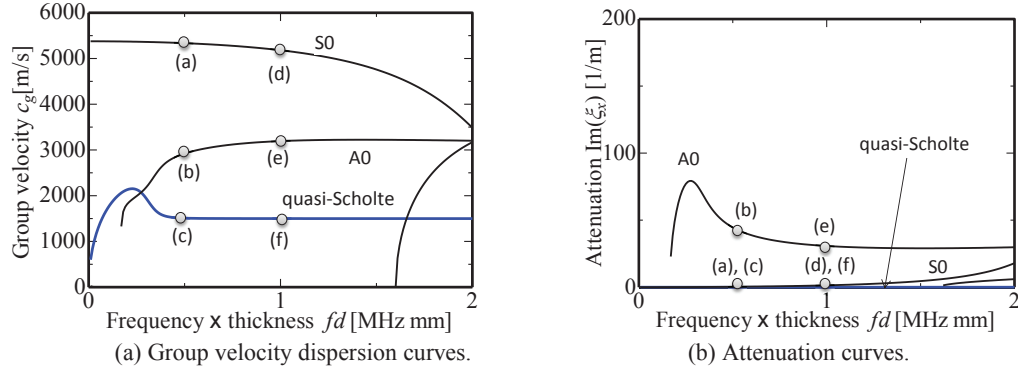 6000
5000
4000
3000
2000
1000
0
Group velocity c_g[m/s]
S0
(a)
(d)
(b)
(e)
A0
quasi-Scholte
(c)
(f)
0
1
2
Frequency x thickness fd [MHz mm]
(a) Group velocity dispersion curves.
200
100
0
Attenuation Im(ξ_x) [1/m]
quasi-Scholte
A0
(b)
(e)
(a), (c)
(d), (f)
S0
0
1
2
Frequency x thickness fd [MHz mm]
(b) Attenuation curves.